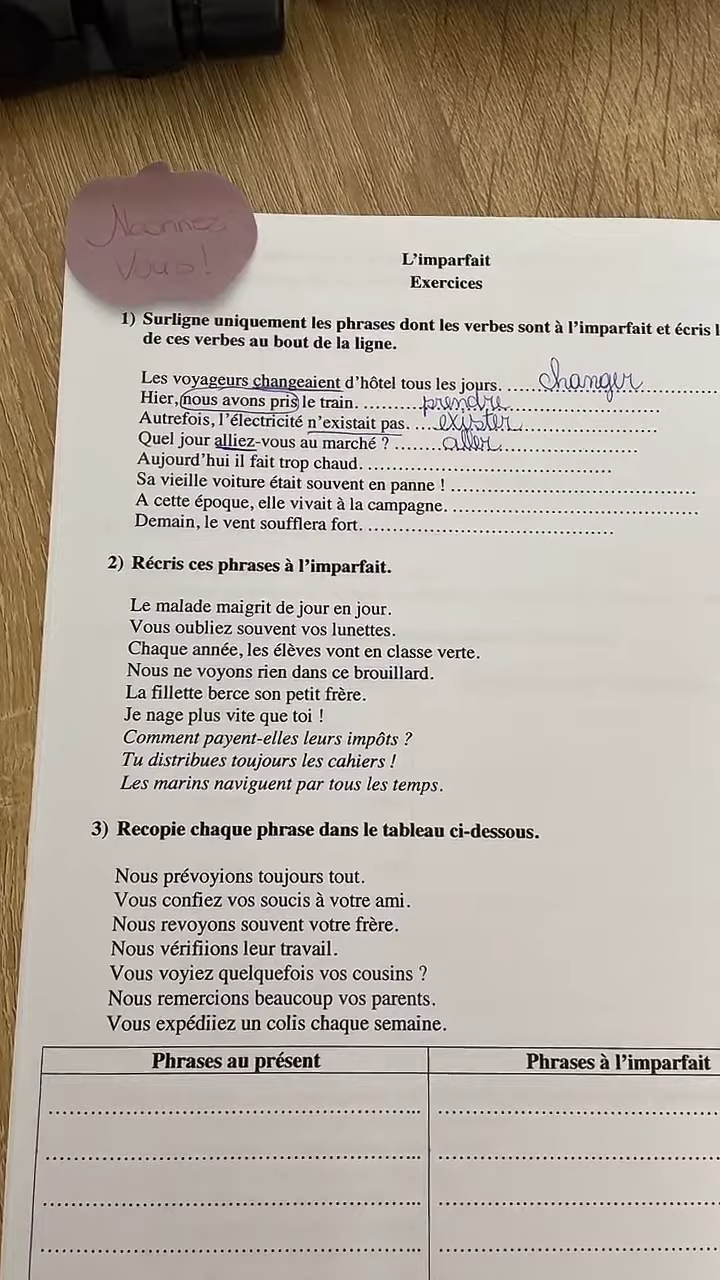 Abonnez
Vous!
L'imparfait
Exercices
1) Surligne uniquement les phrases dont les verbes sont à l'imparfait et écris
de ces verbes au bout de la ligne.
Les voyageurs changeaient d'hôtel tous les jours. ..... changer ..........
Hier, nous avons pris le train. .......... prendre ..............................
Autrefois, l'électricité n'existait pas. .... exister ..............................
Quel jour alliez-vous au marché ? ........ aller ..............................
Aujourd'hui il fait trop chaud. ..................................................
Sa vieille voiture était souvent en panne ! ..................................................
A cette époque, elle vivait à la campagne. ..................................................
Demain, le vent soufflera fort. ..................................................
2) Récris ces phrases à l'imparfait.
Le malade maigrit de jour en jour.
Vous oubliez souvent vos lunettes.
Chaque année, les élèves vont en classe verte.
Nous ne voyons rien dans ce brouillard.
La fillette berce son petit frère.
Je nage plus vite que toi !
Comment payent-elles leurs impôts ?
Tu distribues toujours les cahiers !
Les marins naviguent par tous les temps.
3) Recopie chaque phrase dans le tableau ci-dessous.
Nous prévoyions toujours tout.
Vous confiez vos soucis à votre ami.
Nous revoyons souvent votre frère.
Nous vérifiions leur travail.
Vous voyiez quelquefois vos cousins ?
Nous remercions beaucoup vos parents.
Vous expédiiez un colis chaque semaine.
Phrases au présent Phrases à l'imparfait